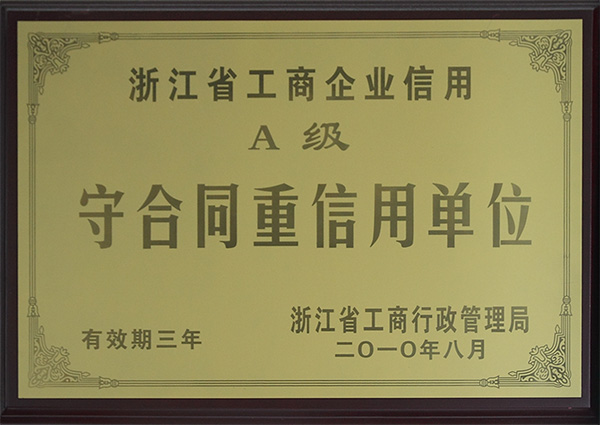 浙江省工商企业信用
A级
守合同重信用单位
有效期三年
浙江省工商行政管理局
二〇一〇年八月